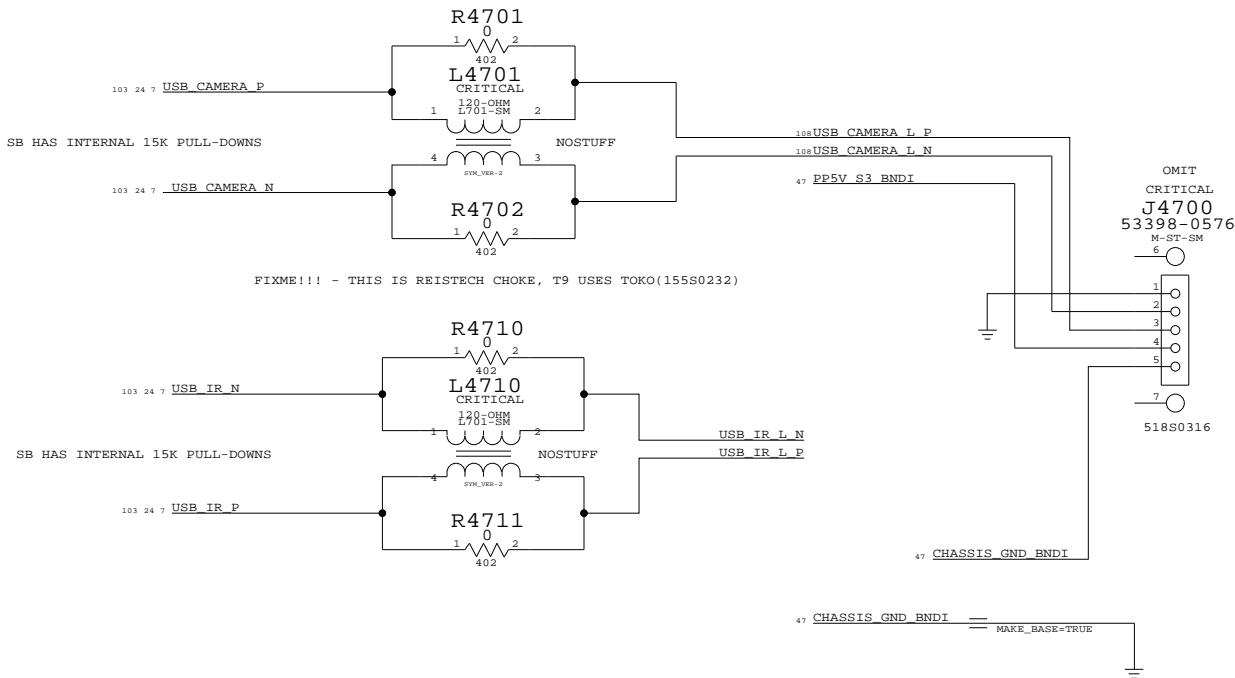 R4701
0
1 2
402
L4701
CRITICAL
120-OHM
L701-SM
1 2
103 24 7 USB_CAMERA_P
SB HAS INTERNAL 15K PULL-DOWNS
NOSTUFF
4 3
SYM_VER-2
103 24 7 USB_CAMERA_N
R4702
0
1 2
402
108 USB_CAMERA_L_P
108 USB_CAMERA_L_N
47 PP5V_S3_BNDI
OMIT
CRITICAL
J4700
53398-0576
M-ST-SM
6
1
2
3
4
5
7
518S0316
FIXME!!! - THIS IS REISTECH CHOKE, T9 USES TOKO(155S0232)
R4710
0
1 2
402
L4710
CRITICAL
120-OHM
L701-SM
1 2
103 24 7 USB_IR_N
SB HAS INTERNAL 15K PULL-DOWNS
NOSTUFF
4 3
SYM_VER-2
103 24 7 USB_IR_P
R4711
0
1 2
402
USB_IR_L_N
USB_IR_L_P
47 CHASSIS_GND_BNDI
47 CHASSIS_GND_BNDI
MAKE_BASE=TRUE